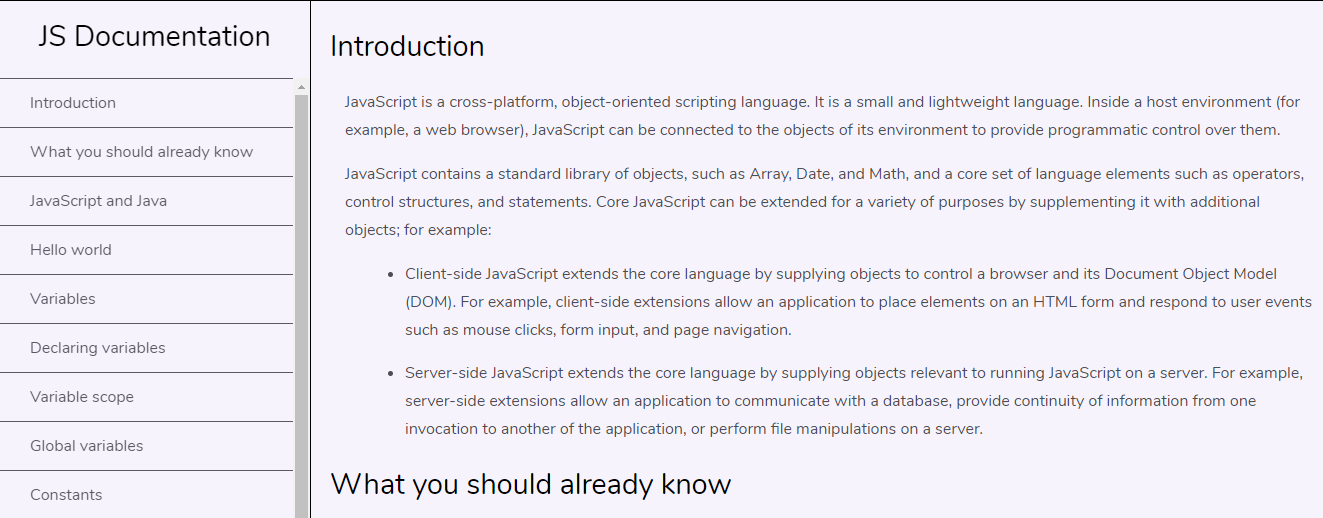 JS Documentation
Introduction
What you should already know
JavaScript and Java
Hello world
Variables
Declaring variables
Variable scope
Global variables
Constants
Introduction
JavaScript is a cross-platform, object-oriented scripting language. It is a small and lightweight language. Inside a host environment (for
example, a web browser), JavaScript can be connected to the objects of its environment to provide programmatic control over them.
JavaScript contains a standard library of objects, such as Array, Date, and Math, and a core set of language elements such as operators,
control structures, and statements. Core JavaScript can be extended for a variety of purposes by supplementing it with additional
objects; for example:
• Client-side JavaScript extends the core language by supplying objects to control a browser and its Document Object Model
(DOM). For example, client-side extensions allow an application to place elements on an HTML form and respond to user events
such as mouse clicks, form input, and page navigation.
• Server-side JavaScript extends the core language by supplying objects relevant to running JavaScript on a server. For example,
server-side extensions allow an application to communicate with a database, provide continuity of information from one
invocation to another of the application, or perform file manipulations on a server.
What you should already know